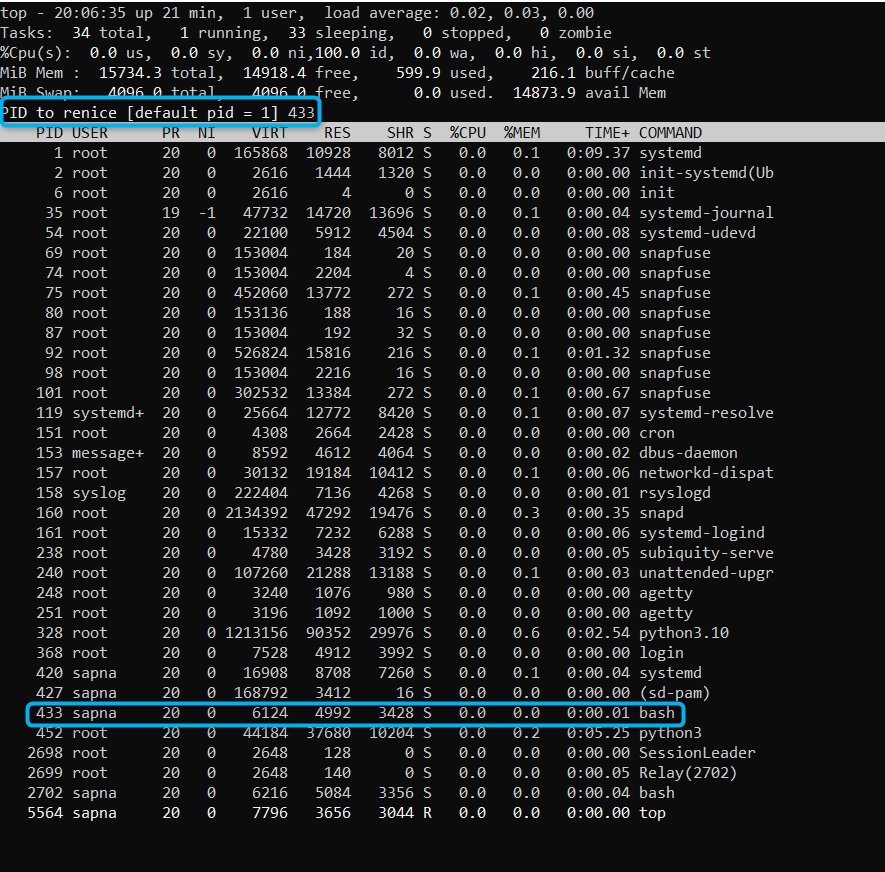 top - 20:06:35 up 21 min,  1 user,  load average: 0.02, 0.03, 0.00
Tasks:  34 total,   1 running,  33 sleeping,   0 stopped,   0 zombie
%Cpu(s):  0.0 us,  0.0 sy,  0.0 ni,100.0 id,  0.0 wa,  0.0 hi,  0.0 si,  0.0 st
MiB Mem :  15734.3 total,  14918.4 free,    599.9 used,    216.1 buff/cache
MiB Swap:   4096.0 total,   4096.0 free,      0.0 used.  14873.9 avail Mem
PID to renice [default pid = 1] 433
PID USER PR NI VIRT RES SHR S %CPU %MEM TIME+ COMMAND
1 root 20 0 165868 10928 8012 S 0.0 0.1 0:09.37 systemd
2 root 20 0 2616 1444 1320 S 0.0 0.0 0:00.00 init-systemd(Ub
6 root 20 0 2616 4 0 S 0.0 0.0 0:00.00 init
35 root 19 -1 47732 14720 13696 S 0.0 0.1 0:00.04 systemd-journal
54 root 20 0 22100 5912 4504 S 0.0 0.0 0:00.08 systemd-udevd
69 root 20 0 153004 184 20 S 0.0 0.0 0:00.00 snapfuse
74 root 20 0 153004 2204 4 S 0.0 0.0 0:00.00 snapfuse
75 root 20 0 452060 13772 272 S 0.0 0.1 0:00.45 snapfuse
80 root 20 0 153136 188 16 S 0.0 0.0 0:00.00 snapfuse
87 root 20 0 153004 192 32 S 0.0 0.0 0:00.00 snapfuse
92 root 20 0 526824 15816 216 S 0.0 0.1 0:01.32 snapfuse
98 root 20 0 153004 2216 16 S 0.0 0.0 0:00.00 snapfuse
101 root 20 0 302532 13384 272 S 0.0 0.1 0:00.67 snapfuse
119 systemd+ 20 0 25664 12772 8420 S 0.0 0.1 0:00.07 systemd-resolve
151 root 20 0 4308 2664 2428 S 0.0 0.0 0:00.00 cron
153 message+ 20 0 8592 4612 4064 S 0.0 0.0 0:00.02 dbus-daemon
157 root 20 0 30132 19184 10412 S 0.0 0.1 0:00.06 networkd-dispat
158 syslog 20 0 222404 7136 4268 S 0.0 0.0 0:00.01 rsyslogd
160 root 20 0 2134392 47292 19476 S 0.0 0.3 0:00.35 snapd
161 root 20 0 15332 7232 6288 S 0.0 0.0 0:00.06 systemd-logind
238 root 20 0 4780 3428 3192 S 0.0 0.0 0:00.05 subiquity-serve
240 root 20 0 107260 21288 13188 S 0.0 0.1 0:00.03 unattended-upgr
248 root 20 0 3240 1076 980 S 0.0 0.0 0:00.00 agetty
251 root 20 0 3196 1092 1000 S 0.0 0.0 0:00.00 agetty
328 root 20 0 1213156 90352 29976 S 0.0 0.6 0:02.54 python3.10
368 root 20 0 7528 4912 3992 S 0.0 0.0 0:00.00 login
420 sapna 20 0 16908 8708 7260 S 0.0 0.1 0:00.04 systemd
427 sapna 20 0 168792 3412 16 S 0.0 0.0 0:00.00 (sd-pam)
433 sapna 20 0 6124 4992 3428 S 0.0 0.0 0:00.01 bash
452 root 20 0 44184 37680 10204 S 0.0 0.2 0:05.25 python3
2698 root 20 0 2648 128 0 S 0.0 0.0 0:00.00 SessionLeader
2699 root 20 0 2648 140 0 S 0.0 0.0 0:00.05 Relay(2702)
2702 sapna 20 0 6216 5084 3356 S 0.0 0.0 0:00.04 bash
5564 sapna 20 0 7796 3656 3044 R 0.0 0.0 0:00.00 top